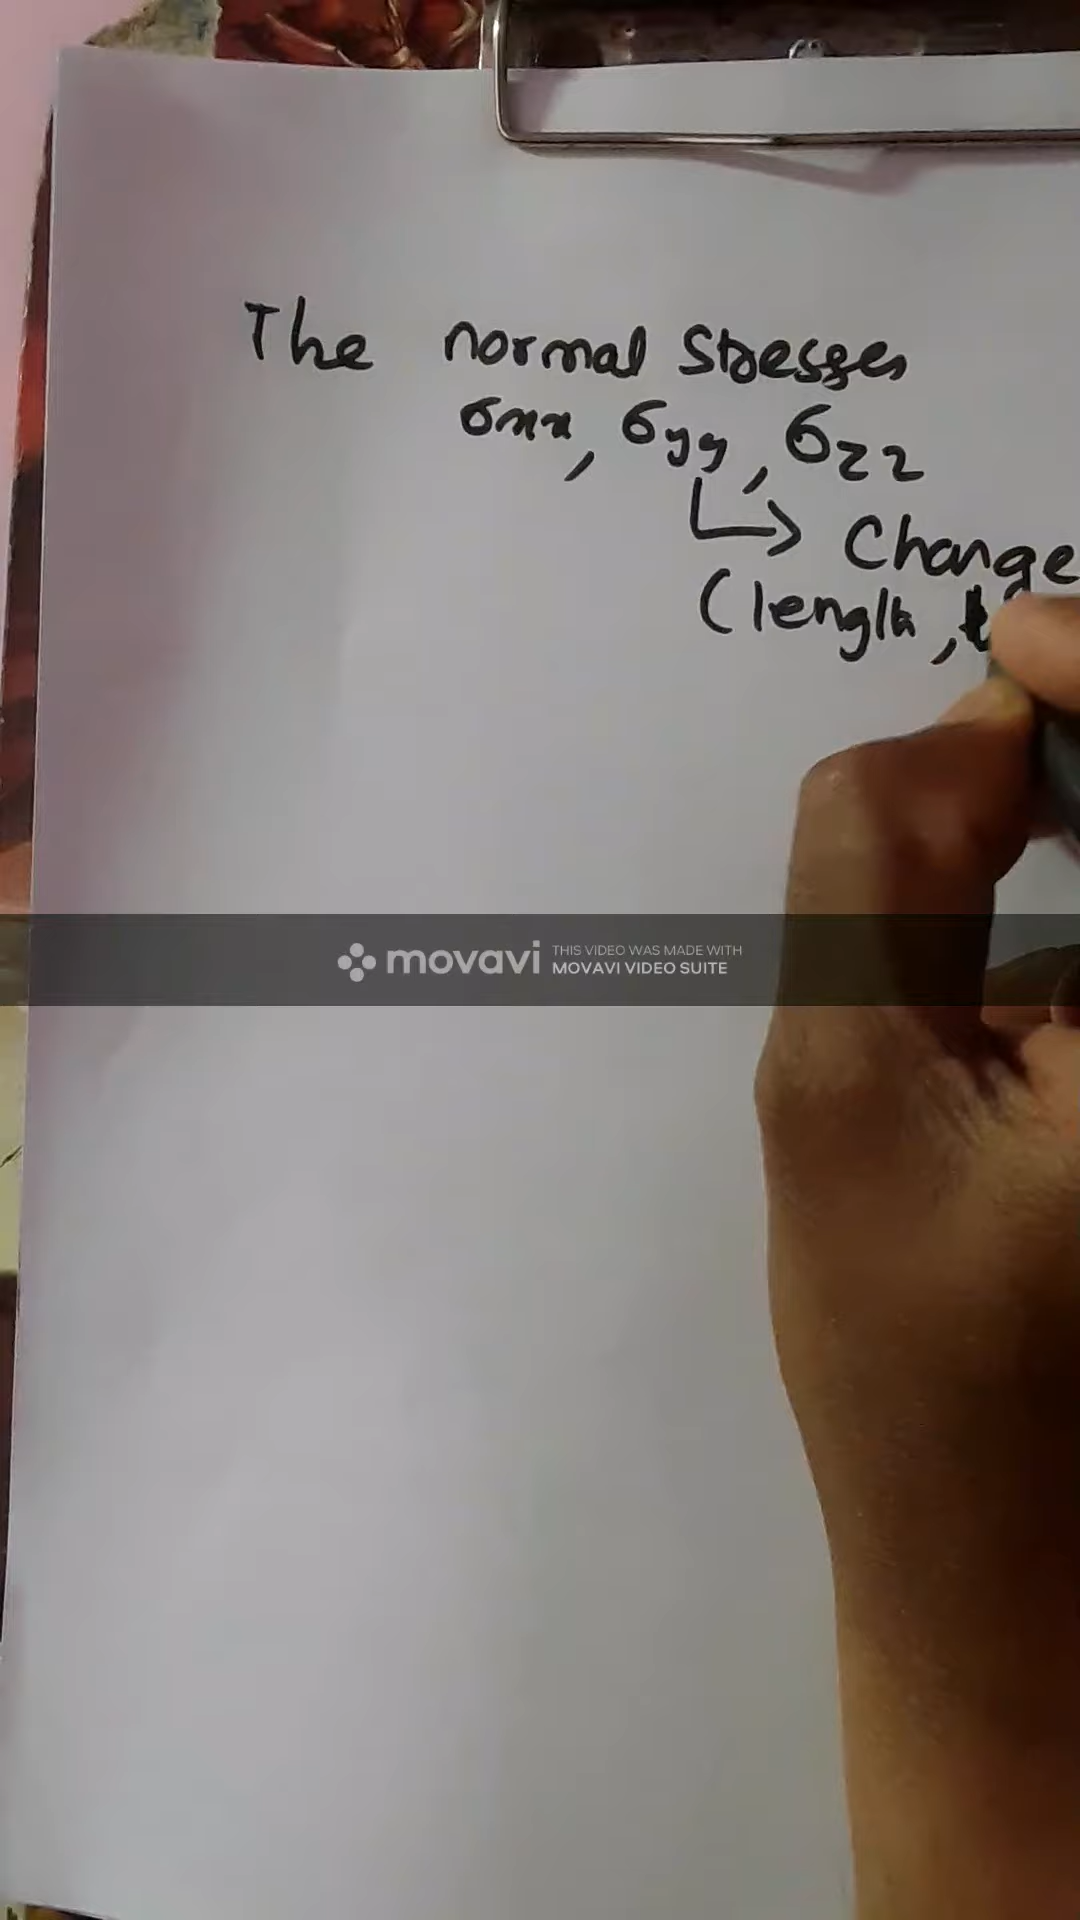 The normal stresses
σxx, σyy, σzz
↳ Change
(length,
movavi THIS VIDEO WAS MADE WITH
MOVAVI VIDEO SUITE